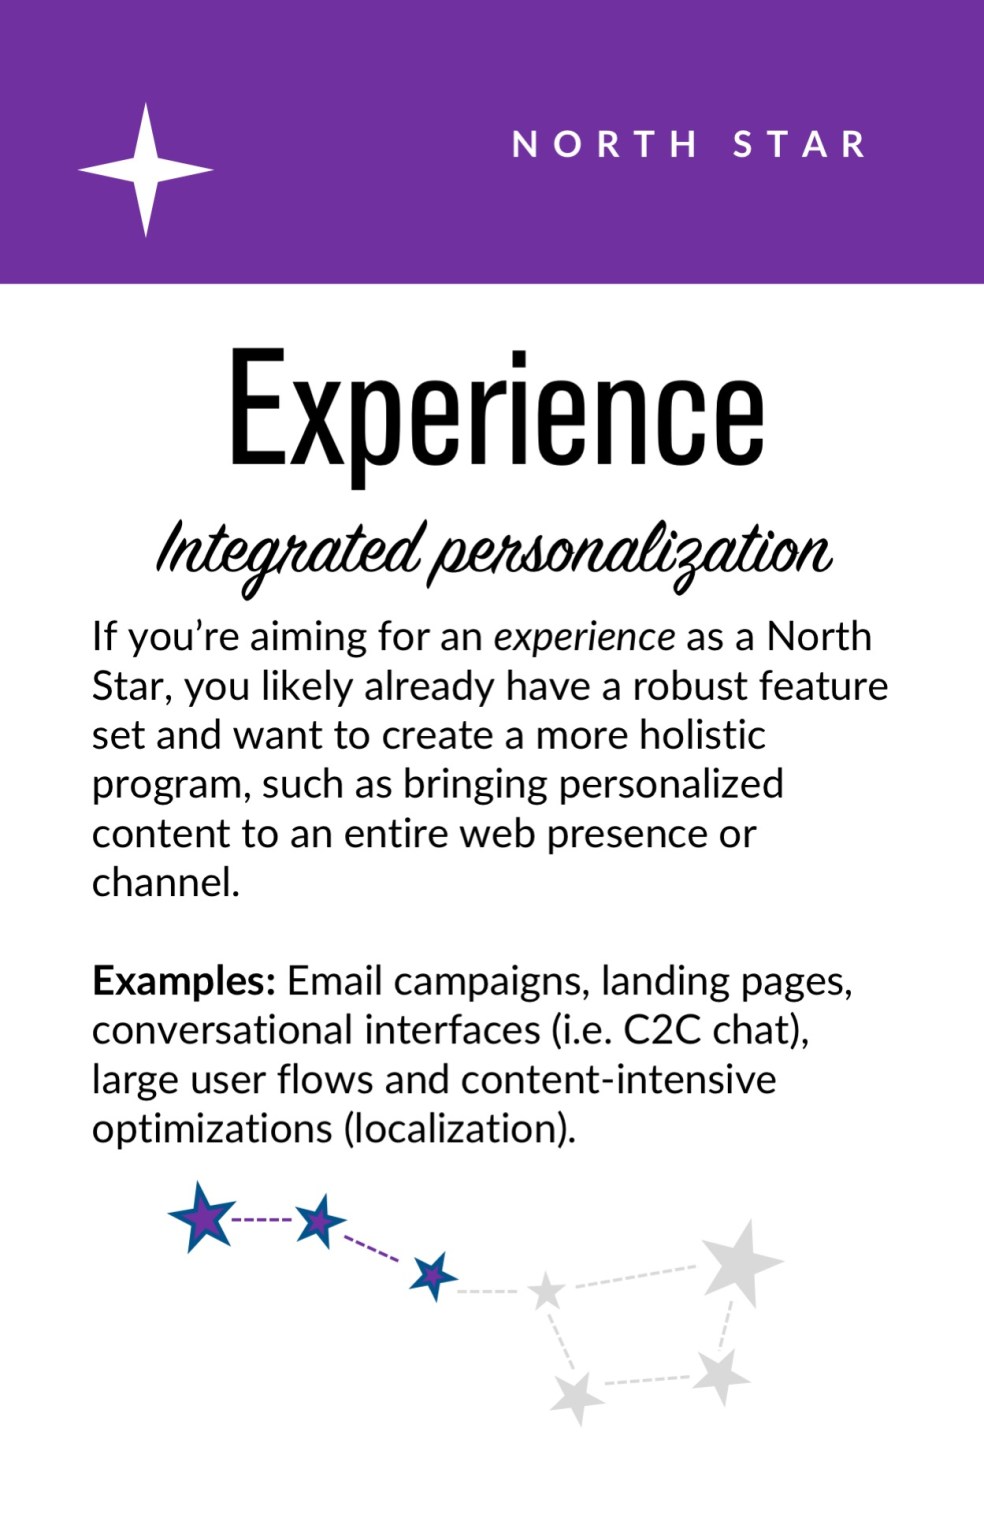 NORTH STAR
Experience
Integrated personalization
If you’re aiming for an experience as a North
Star, you likely already have a robust feature
set and want to create a more holistic
program, such as bringing personalized
content to an entire web presence or
channel.
Examples: Email campaigns, landing pages,
conversational interfaces (i.e. C2C chat),
large user flows and content-intensive
optimizations (localization).